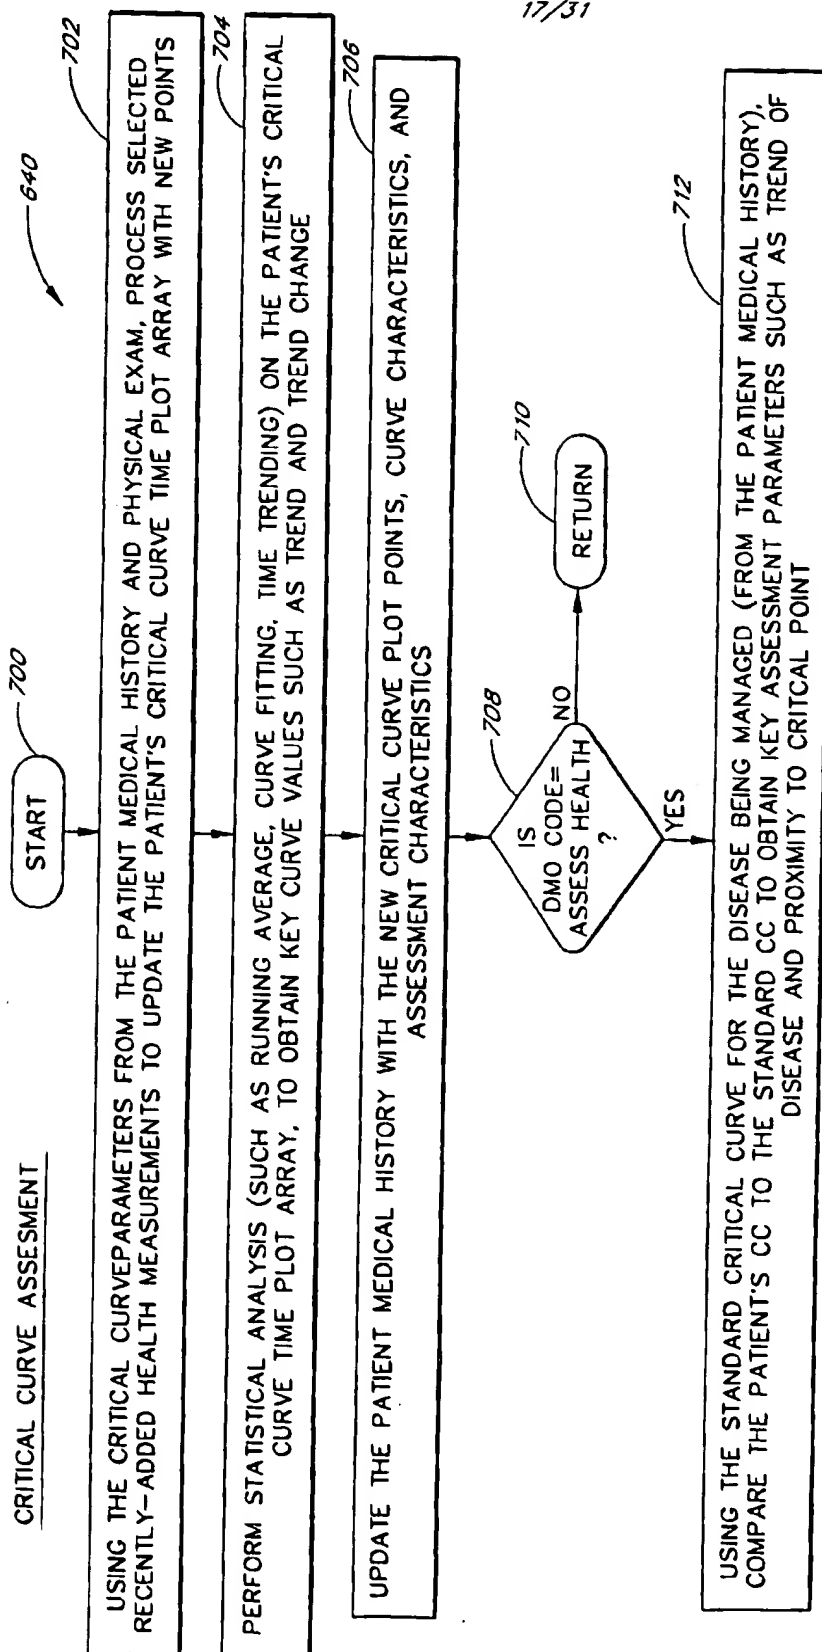 17/31
CRITICAL CURVE ASSESMENT
640
START
700
702
USING THE CRITICAL CURVEPARAMETERS FROM THE PATIENT MEDICAL HISTORY AND PHYSICAL EXAM, PROCESS SELECTED
RECENTLY-ADDED HEALTH MEASUREMENTS TO UPDATE THE PATIENT'S CRITICAL CURVE TIME PLOT ARRAY WITH NEW POINTS
704
PERFORM STATISTICAL ANALYSIS (SUCH AS RUNNING AVERAGE, CURVE FITTING, TIME TRENDING) ON THE PATIENT'S CRITICAL
CURVE TIME PLOT ARRAY, TO OBTAIN KEY CURVE VALUES SUCH AS TREND AND TREND CHANGE
706
UPDATE THE PATIENT MEDICAL HISTORY WITH THE NEW CRITICAL CURVE PLOT POINTS, CURVE CHARACTERISTICS, AND
ASSESSMENT CHARACTERISTICS
708
IS
DMO CODE=
ASSESS HEALTH
?
NO
710
RETURN
YES
712
USING THE STANDARD CRITICAL CURVE FOR THE DISEASE BEING MANAGED (FROM THE PATIENT MEDICAL HISTORY),
COMPARE THE PATIENT'S CC TO THE STANDARD CC TO OBTAIN KEY ASSESSMENT PARAMETERS SUCH AS TREND OF
DISEASE AND PROXIMITY TO CRITCAL POINT